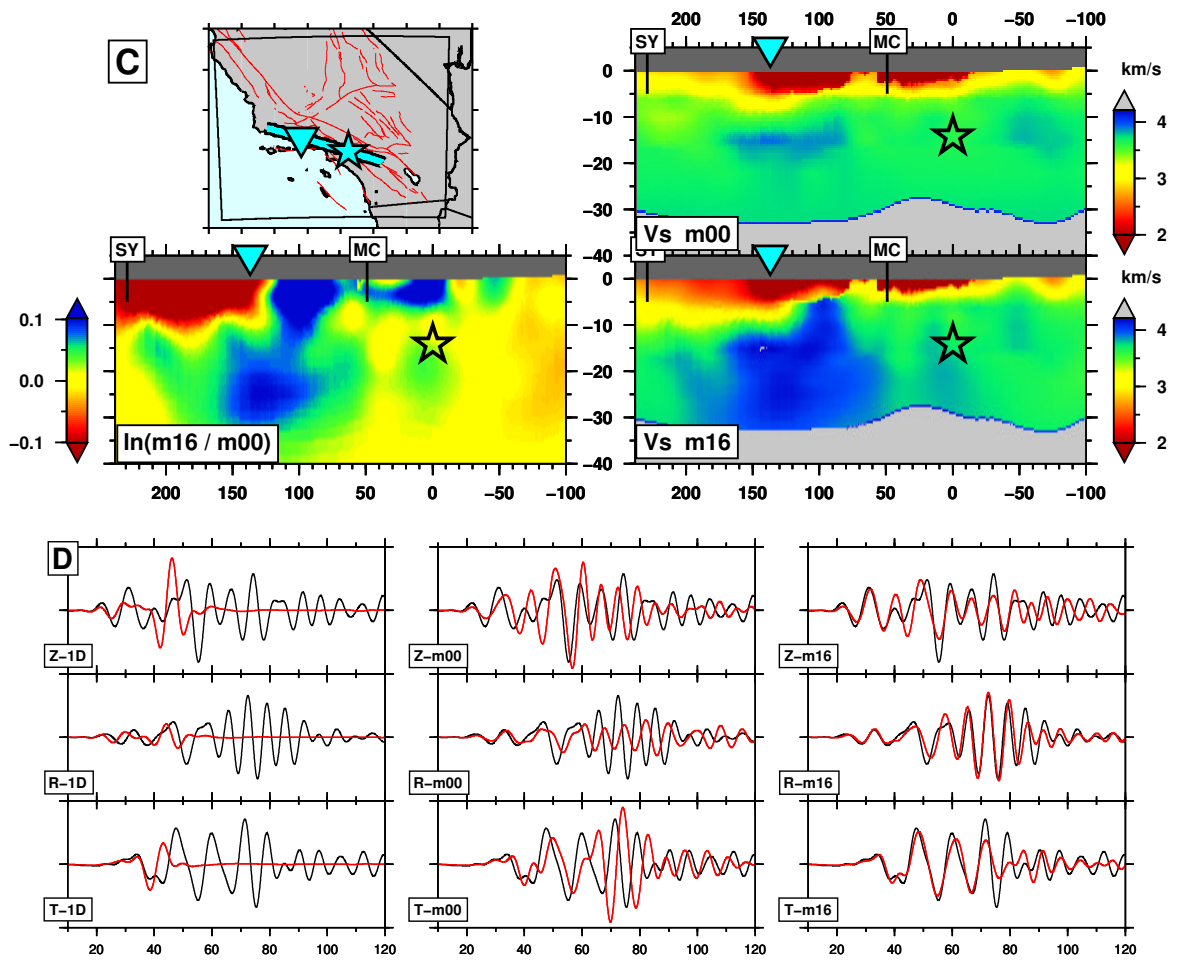 C
200 150 100 50 0 −50 −100
SY MC
km/s
0
−10
−20
−30
−40
4
3
2
Vs m00
SY MC
0.1
0.0
−0.1
ln(m16 / m00)
0
−10
−20
−30
−40
200 150 100 50 0 −50 −100
SY MC
km/s
4
3
2
Vs m16
200 150 100 50 0 −50 −100
D
Z−1D Z−m00 Z−m16
R−1D R−m00 R−m16
T−1D T−m00 T−m16
20 40 60 80 100 120 20 40 60 80 100 120 20 40 60 80 100 120